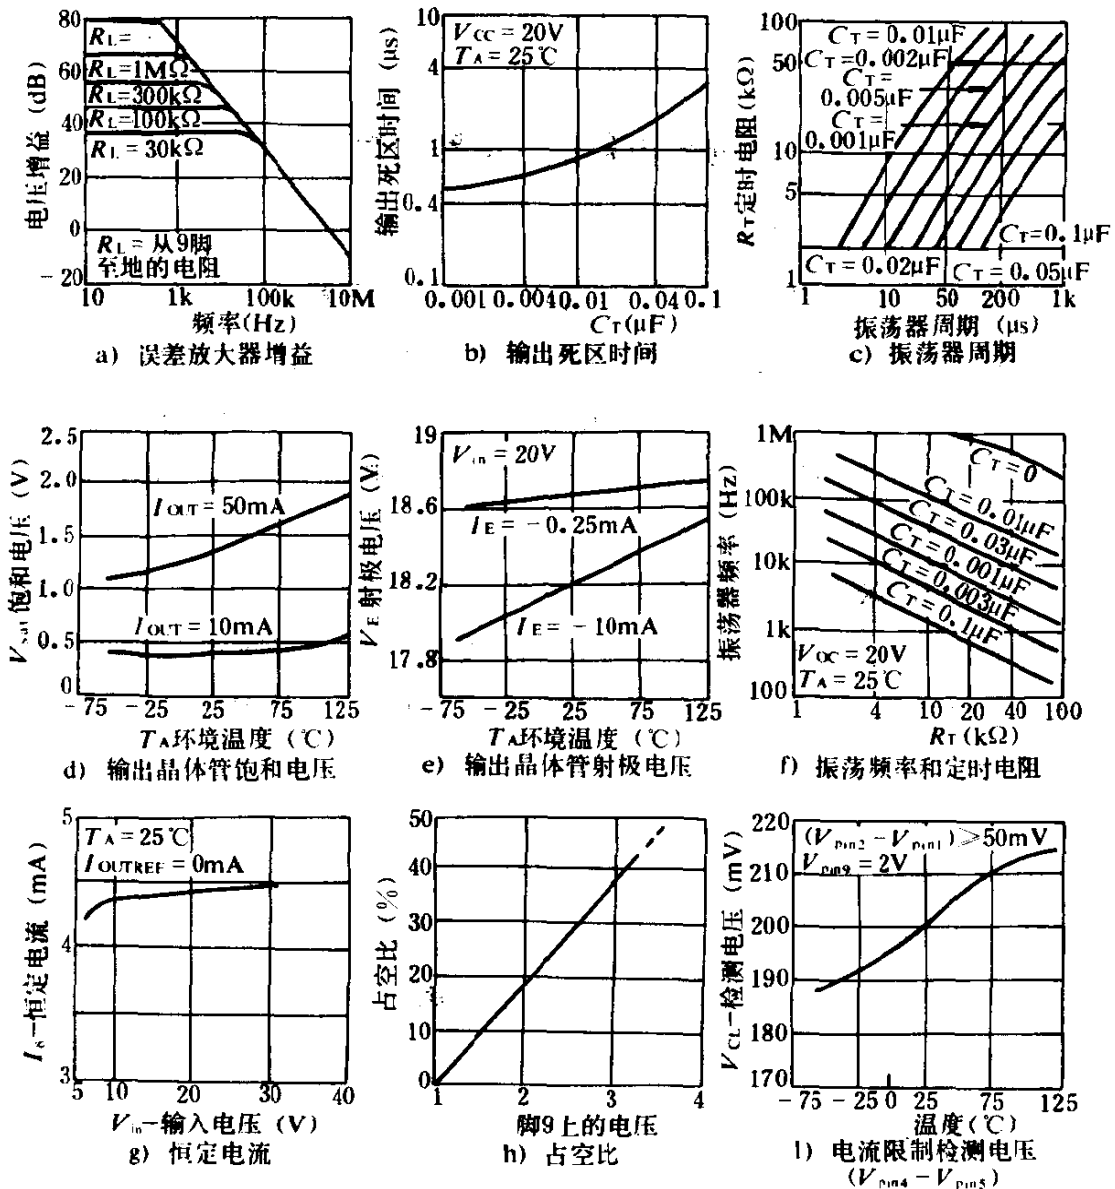 电压增益 (dB)
80
60
40
20
0
-20
R_L =
R_L = 1MΩ
R_L = 300kΩ
R_L = 100kΩ
R_L = 30kΩ
R_L = 从9脚
至地的电阻
10 1k 100k 10M
频率(Hz)
a) 误差放大器增益
输出死区时间 (μs)
10
4
1
0.4
0.1
V_CC = 20V
T_A = 25℃
0.001 0.004 0.01 0.04 0.1
C_T(μF)
b) 输出死区时间
R_T定时电阻(kΩ)
100
50
10
5
1
C_T = 0.01μF
C_T = 0.002μF
C_T =
0.005μF
C_T =
0.001μF
C_T = 0.1μF
C_T = 0.02μF
C_T = 0.05μF
1 10 50 200 1k
振荡器周期 (μs)
c) 振荡器周期
V_sat饱和电压 (V)
2.5
2.0
1.5
1.0
0.5
0
I_OUT = 50mA
I_OUT = 10mA
-75 -25 25 75 125
T_A环境温度 (℃)
d) 输出晶体管饱和电压
V_E射极电压 (V)
19
18.6
18.2
17.8
V_in = 20V
I_E = -0.25mA
I_E = -10mA
-75 -25 25 75 125
T_A环境温度 (℃)
e) 输出晶体管射极电压
振荡器频率 (Hz)
1M
100k
10k
1k
100
C_T = 0
C_T = 0.01μF
C_T = 0.03μF
C_T = 0.001μF
C_T = 0.003μF
C_T = 0.1μF
V_OC = 20V
T_A = 25℃
1 4 10 20 40 100
R_T(kΩ)
f) 振荡频率和定时电阻
I_s-恒定电流 (mA)
5
4
3
T_A = 25℃
I_OUTREF = 0mA
5 10 20 30 40
V_in-输入电压 (V)
g) 恒定电流
占空比 (%)
50
40
30
20
10
0
1 2 3 4
脚9上的电压
h) 占空比
V_CL-检测电压 (mV)
220
210
200
190
180
170
(V_pin2 - V_pin1) ≥ 50mV
V_pin9 = 2V
-75 -25 0 25 75 125
温度(℃)
l) 电流限制检测电压
(V_pin4 - V_pin5)